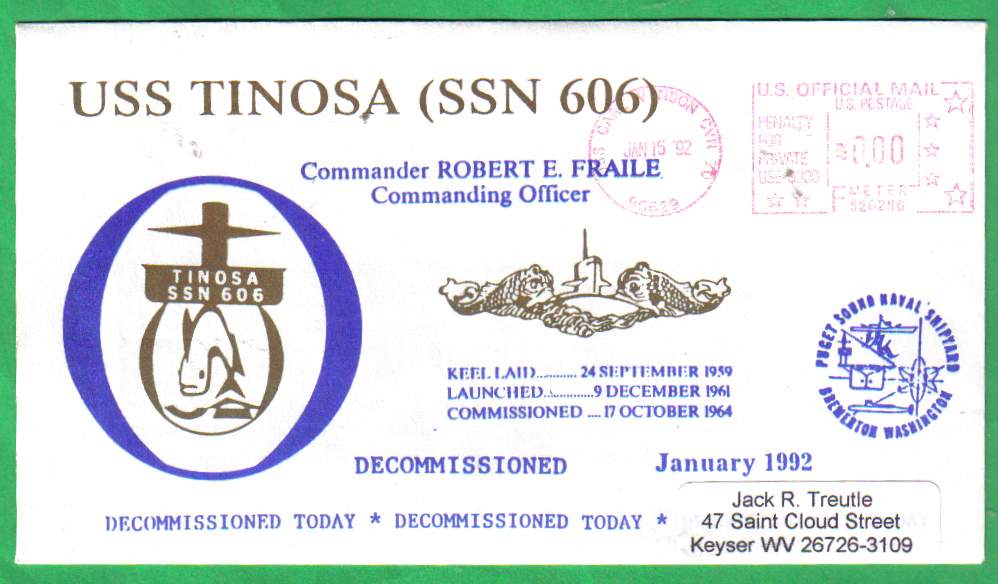 USS TINOSA (SSN 606)
Commander ROBERT E. FRAILE
Commanding Officer
JAN 15 '92
U.S. OFFICIAL MAIL
U.S. POSTAGE
PENALTY
FOR
PRIVATE
USE $300
0.00
METER
TINOSA
SSN 606
KEEL LAID............ 24 SEPTEMBER 1959
LAUNCHED............9 DECEMBER 1961
COMMISSIONED .... 17 OCTOBER 1964
PUGET SOUND NAVAL SHIPYARD
BREMERTON WASHINGTON
DECOMMISSIONED January 1992
DECOMMISSIONED TODAY * DECOMMISSIONED TODAY *
Jack R. Treutle
47 Saint Cloud Street
Keyser WV 26726-3109